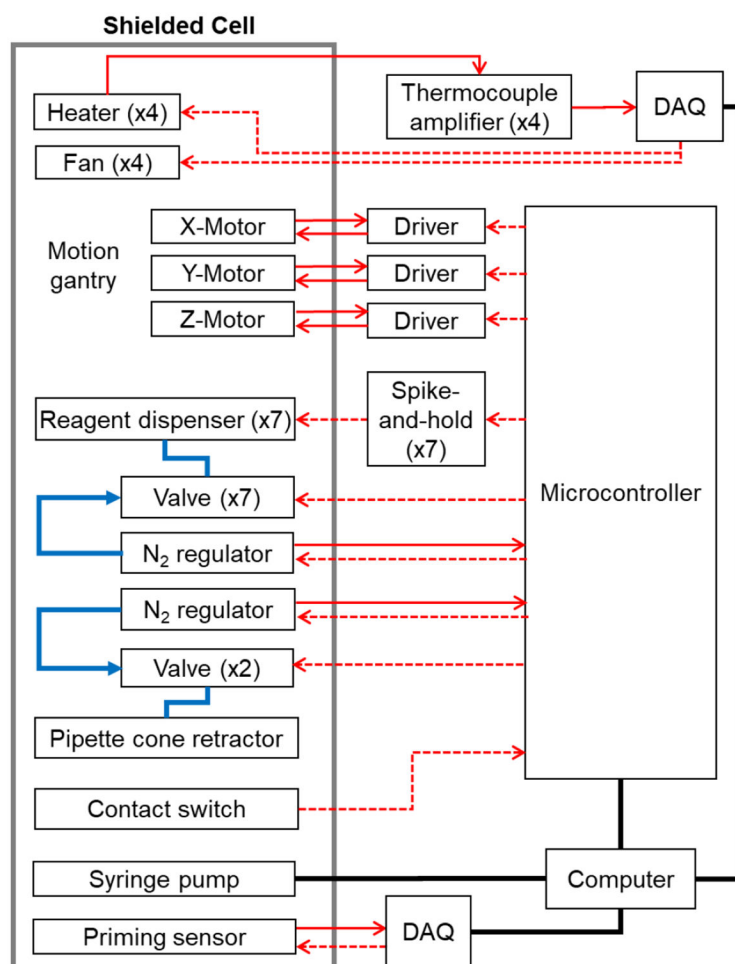 Shielded Cell
Heater (x4)
Thermocouple
amplifier (x4)
DAQ
Fan (x4)
Motion
gantry
X-Motor
Driver
Y-Motor
Driver
Z-Motor
Driver
Reagent dispenser (x7)
Spike-
and-hold
(x7)
Microcontroller
Valve (x7)
N₂ regulator
N₂ regulator
Valve (x2)
Pipette cone retractor
Contact switch
Syringe pump
Computer
Priming sensor
DAQ